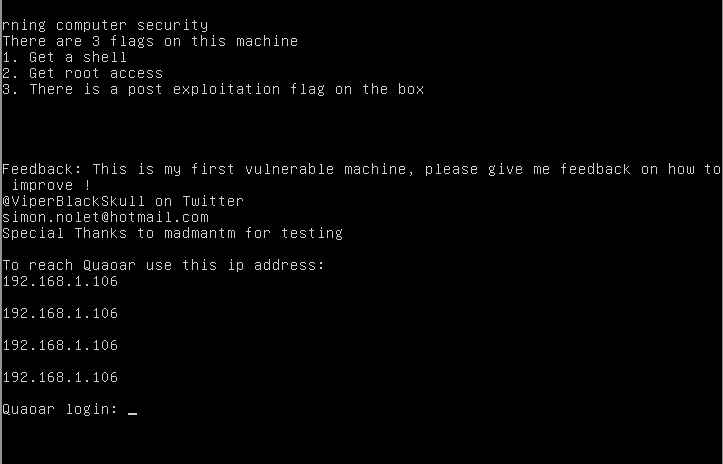 rning computer security
There are 3 flags on this machine
1. Get a shell
2. Get root access
3. There is a post exploitation flag on the box
Feedback: This is my first vulnerable machine, please give me feedback on how to
improve !
@ViperBlackSkull on Twitter
simon.nolet@hotmail.com
Special Thanks to madmantm for testing
To reach Quaoar use this ip address:
192.168.1.106
192.168.1.106
192.168.1.106
192.168.1.106
Quaoar login: _